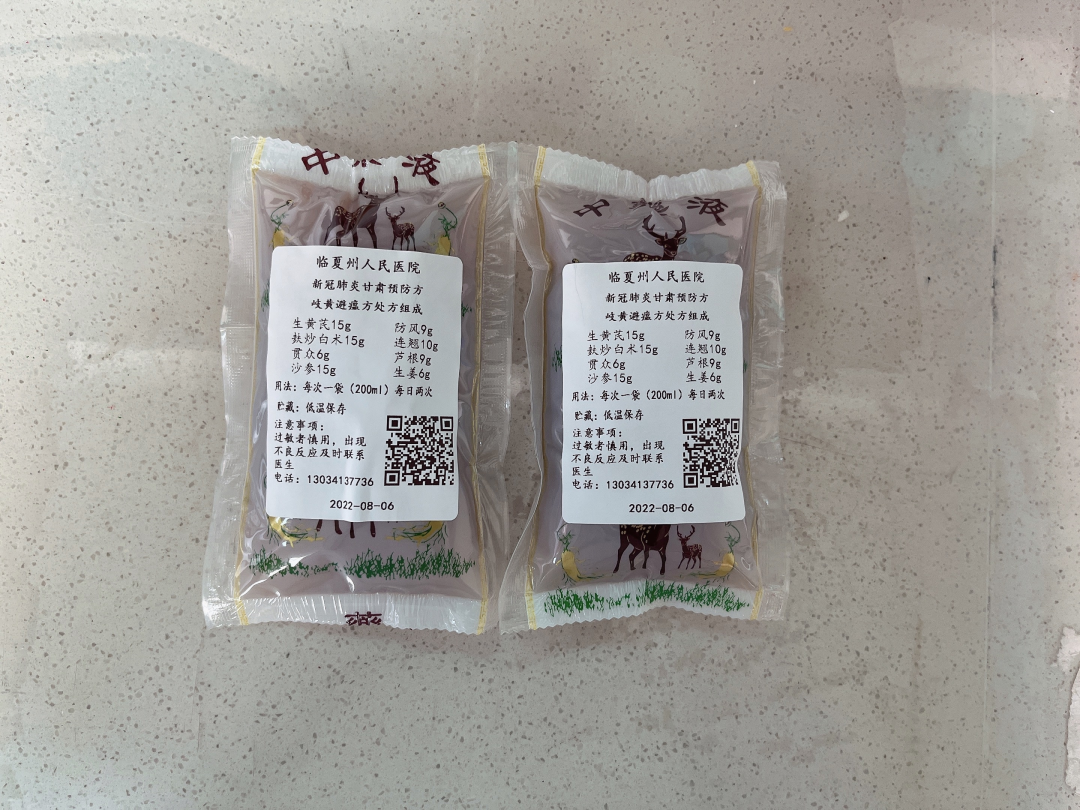 中 液
临夏州人民医院
新冠肺炎甘肃预防方
岐黄避瘟方处方组成
生黄芪15g 防风9g
麸炒白术15g 连翘10g
贯众6g 芦根9g
沙参15g 生姜6g
用法：每次一袋（200ml）每日两次
贮藏：低温保存
注意事项：
过敏者慎用，出现
不良反应及时联系
医生
电话：13034137736
2022-08-06
药
中 液
临夏州人民医院
新冠肺炎甘肃预防方
岐黄避瘟方处方组成
生黄芪15g 防风9g
麸炒白术15g 连翘10g
贯众6g 芦根9g
沙参15g 生姜6g
用法：每次一袋（200ml）每日两次
贮藏：低温保存
注意事项：
过敏者慎用，出现
不良反应及时联系
医生
电话：13034137736
2022-08-06